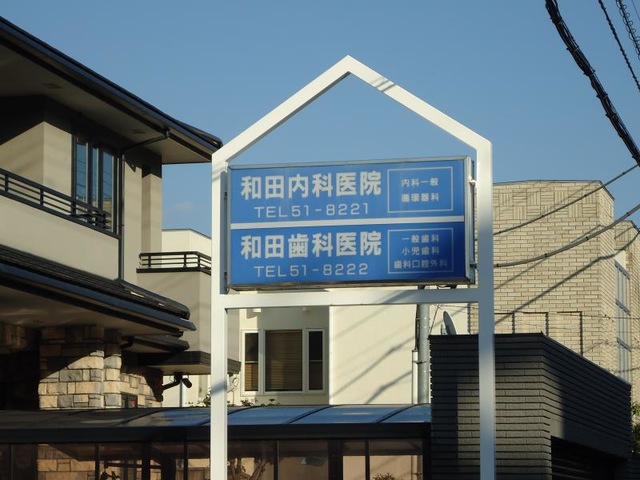 和田内科医院
TEL51-8221
内科一般
循環器科
和田歯科医院
TEL51-8222
一般歯科
小児歯科
歯科口腔外科